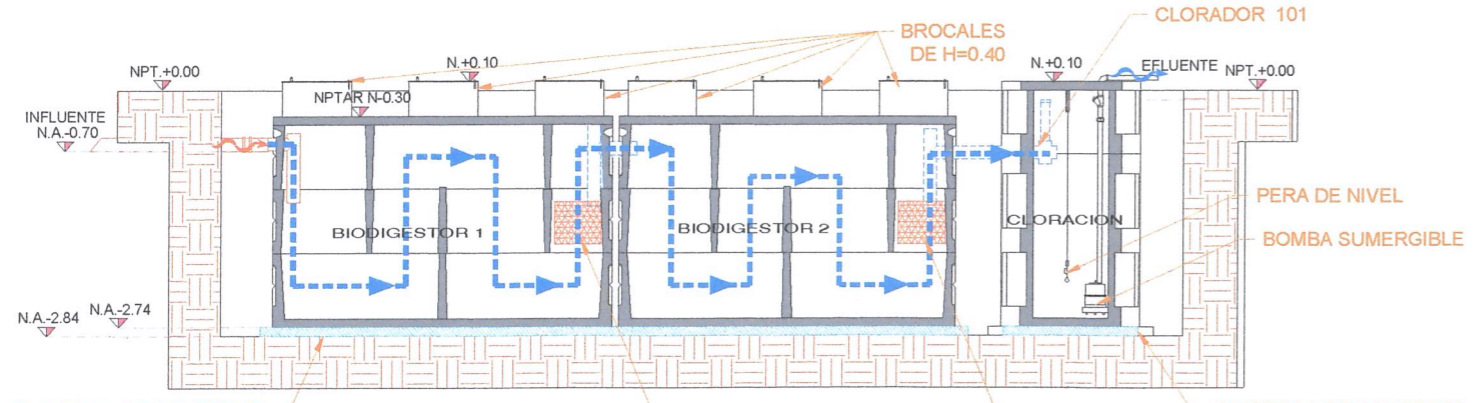 CLORADOR 101
BROCALES
DE H=0.40
NPT.+0.00
N.+0.10
N.+0.10
EFLUENTE
NPT.+0.00
NPTAR N-0.30
INFLUENTE
N.A.-0.70
PERA DE NIVEL
BIODIGESTOR 1
BIODIGESTOR 2
CLORACION
BOMBA SUMERGIBLE
N.A.-2.84
N.A.-2.74